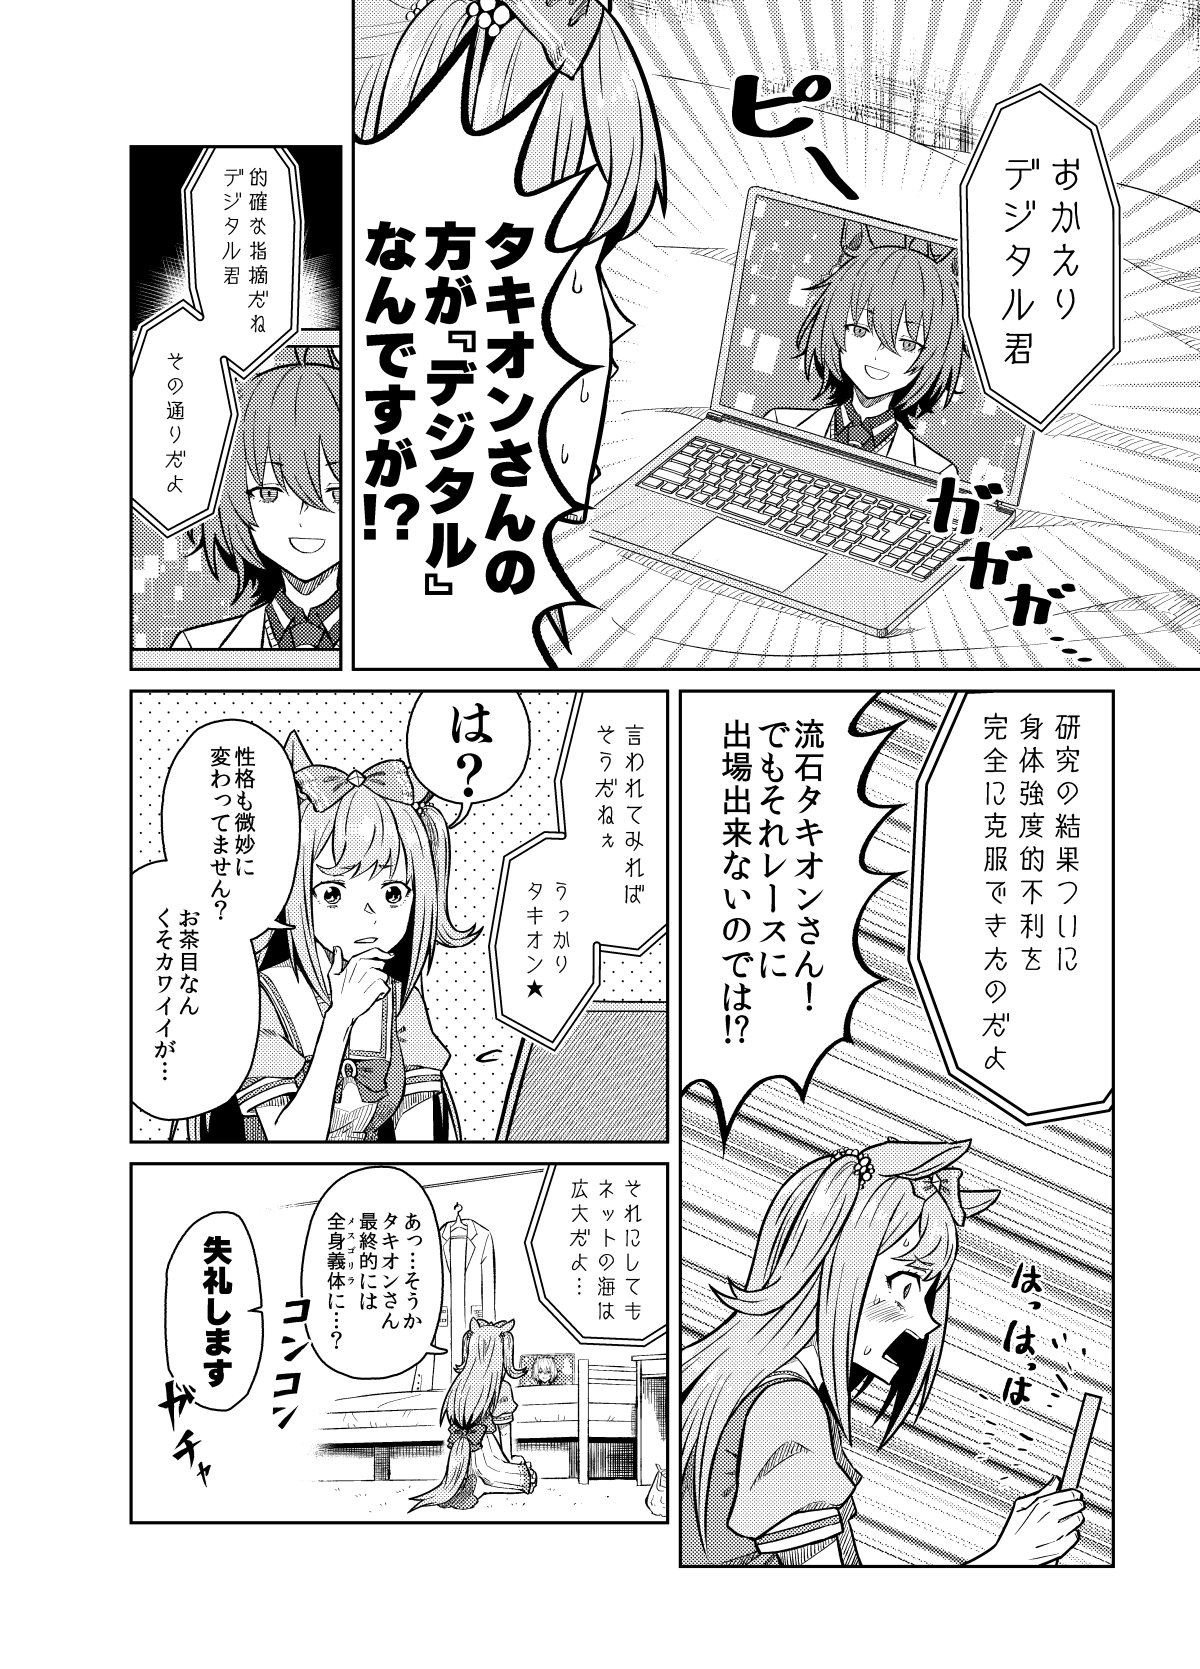 おかえり
デジタル君
ピー
ガガガガ…
タキオンさんの
方が『デジタル』
なんですが!?
的確な指摘だね
デジタル君
その通りだよ
研究の結果ついに
身体強度的不利を
完全に克服できたのだよ
流石タキオンさん!
でもそれレースに
出場出来ないのでは!?
はっはっは
言われてみれば
そうだねぇ
うっかり
タキオン★
は?
性格も微妙に
変わってません?
お茶目なん
くそカワイイが…
それにしても
ネットの海は
広大だよ…
あっ…そうか
タキオンさん
最終的には
全身義体に…?
メスゴリラ
コンコン
失礼します
ガチャ